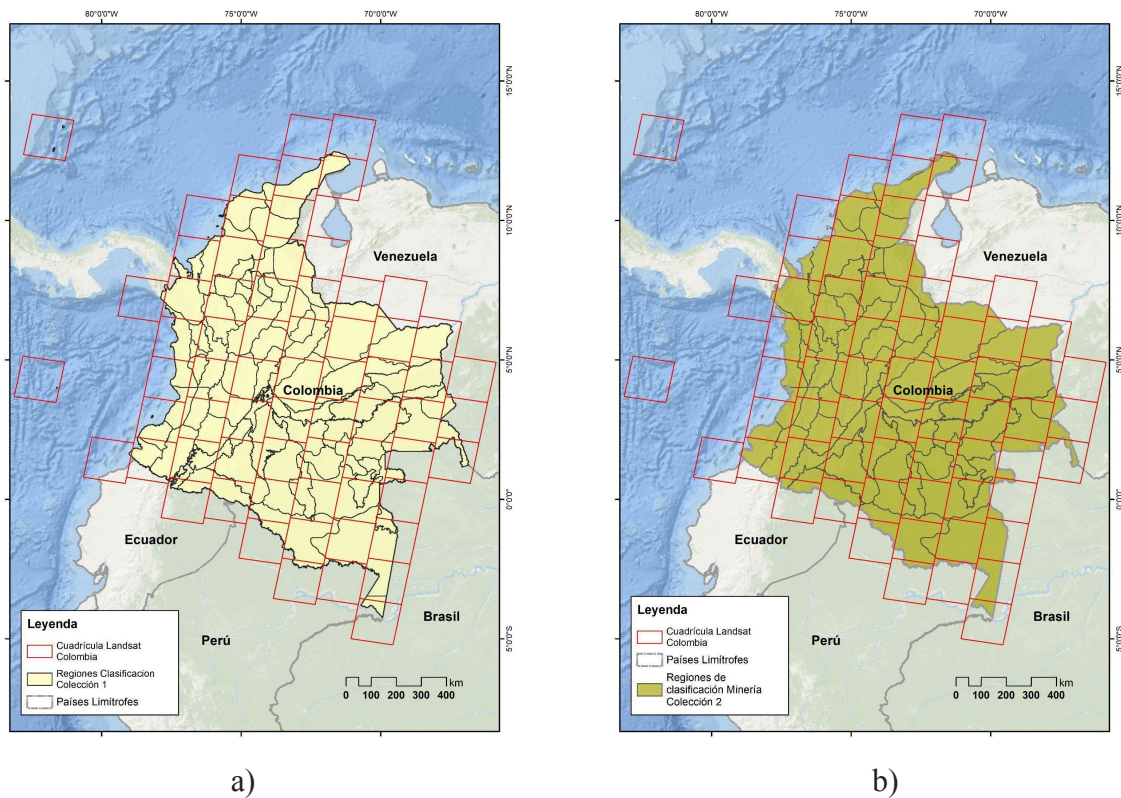 80°0'0"W 75°0'0"W 70°0'0"W
15°0'0"N
10°0'0"N
5°0'0"N
0°0'0"
5°0'0"S
Venezuela
Colombia
Ecuador
Perú
Brasil
Leyenda
Cuadrícula Landsat
Colombia
Regiones Clasificacion
Colección 1
Países Limítrofes
0 50 100 200 300 400
km
a)
80°0'0"W 75°0'0"W 70°0'0"W
15°0'0"N
10°0'0"N
5°0'0"N
0°0'0"
5°0'0"S
Venezuela
Colombia
Ecuador
Perú
Brasil
Leyenda
Cuadrícula Landsat
Colombia
Países Limítrofes
Regiones de
clasificación Minería
Colección 2
0 50 100 200 300 400
km
b)